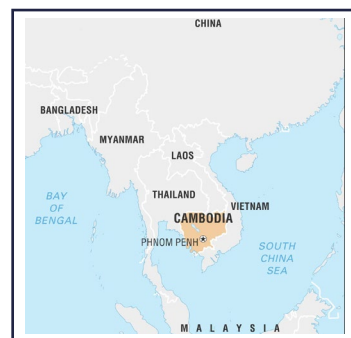 CHINA
BANGLADESH
MYANMAR
LAOS
BAY
OF
BENGAL
THAILAND
VIETNAM
CAMBODIA
PHNOM PENH
SOUTH
CHINA
SEA
MALAYSIA